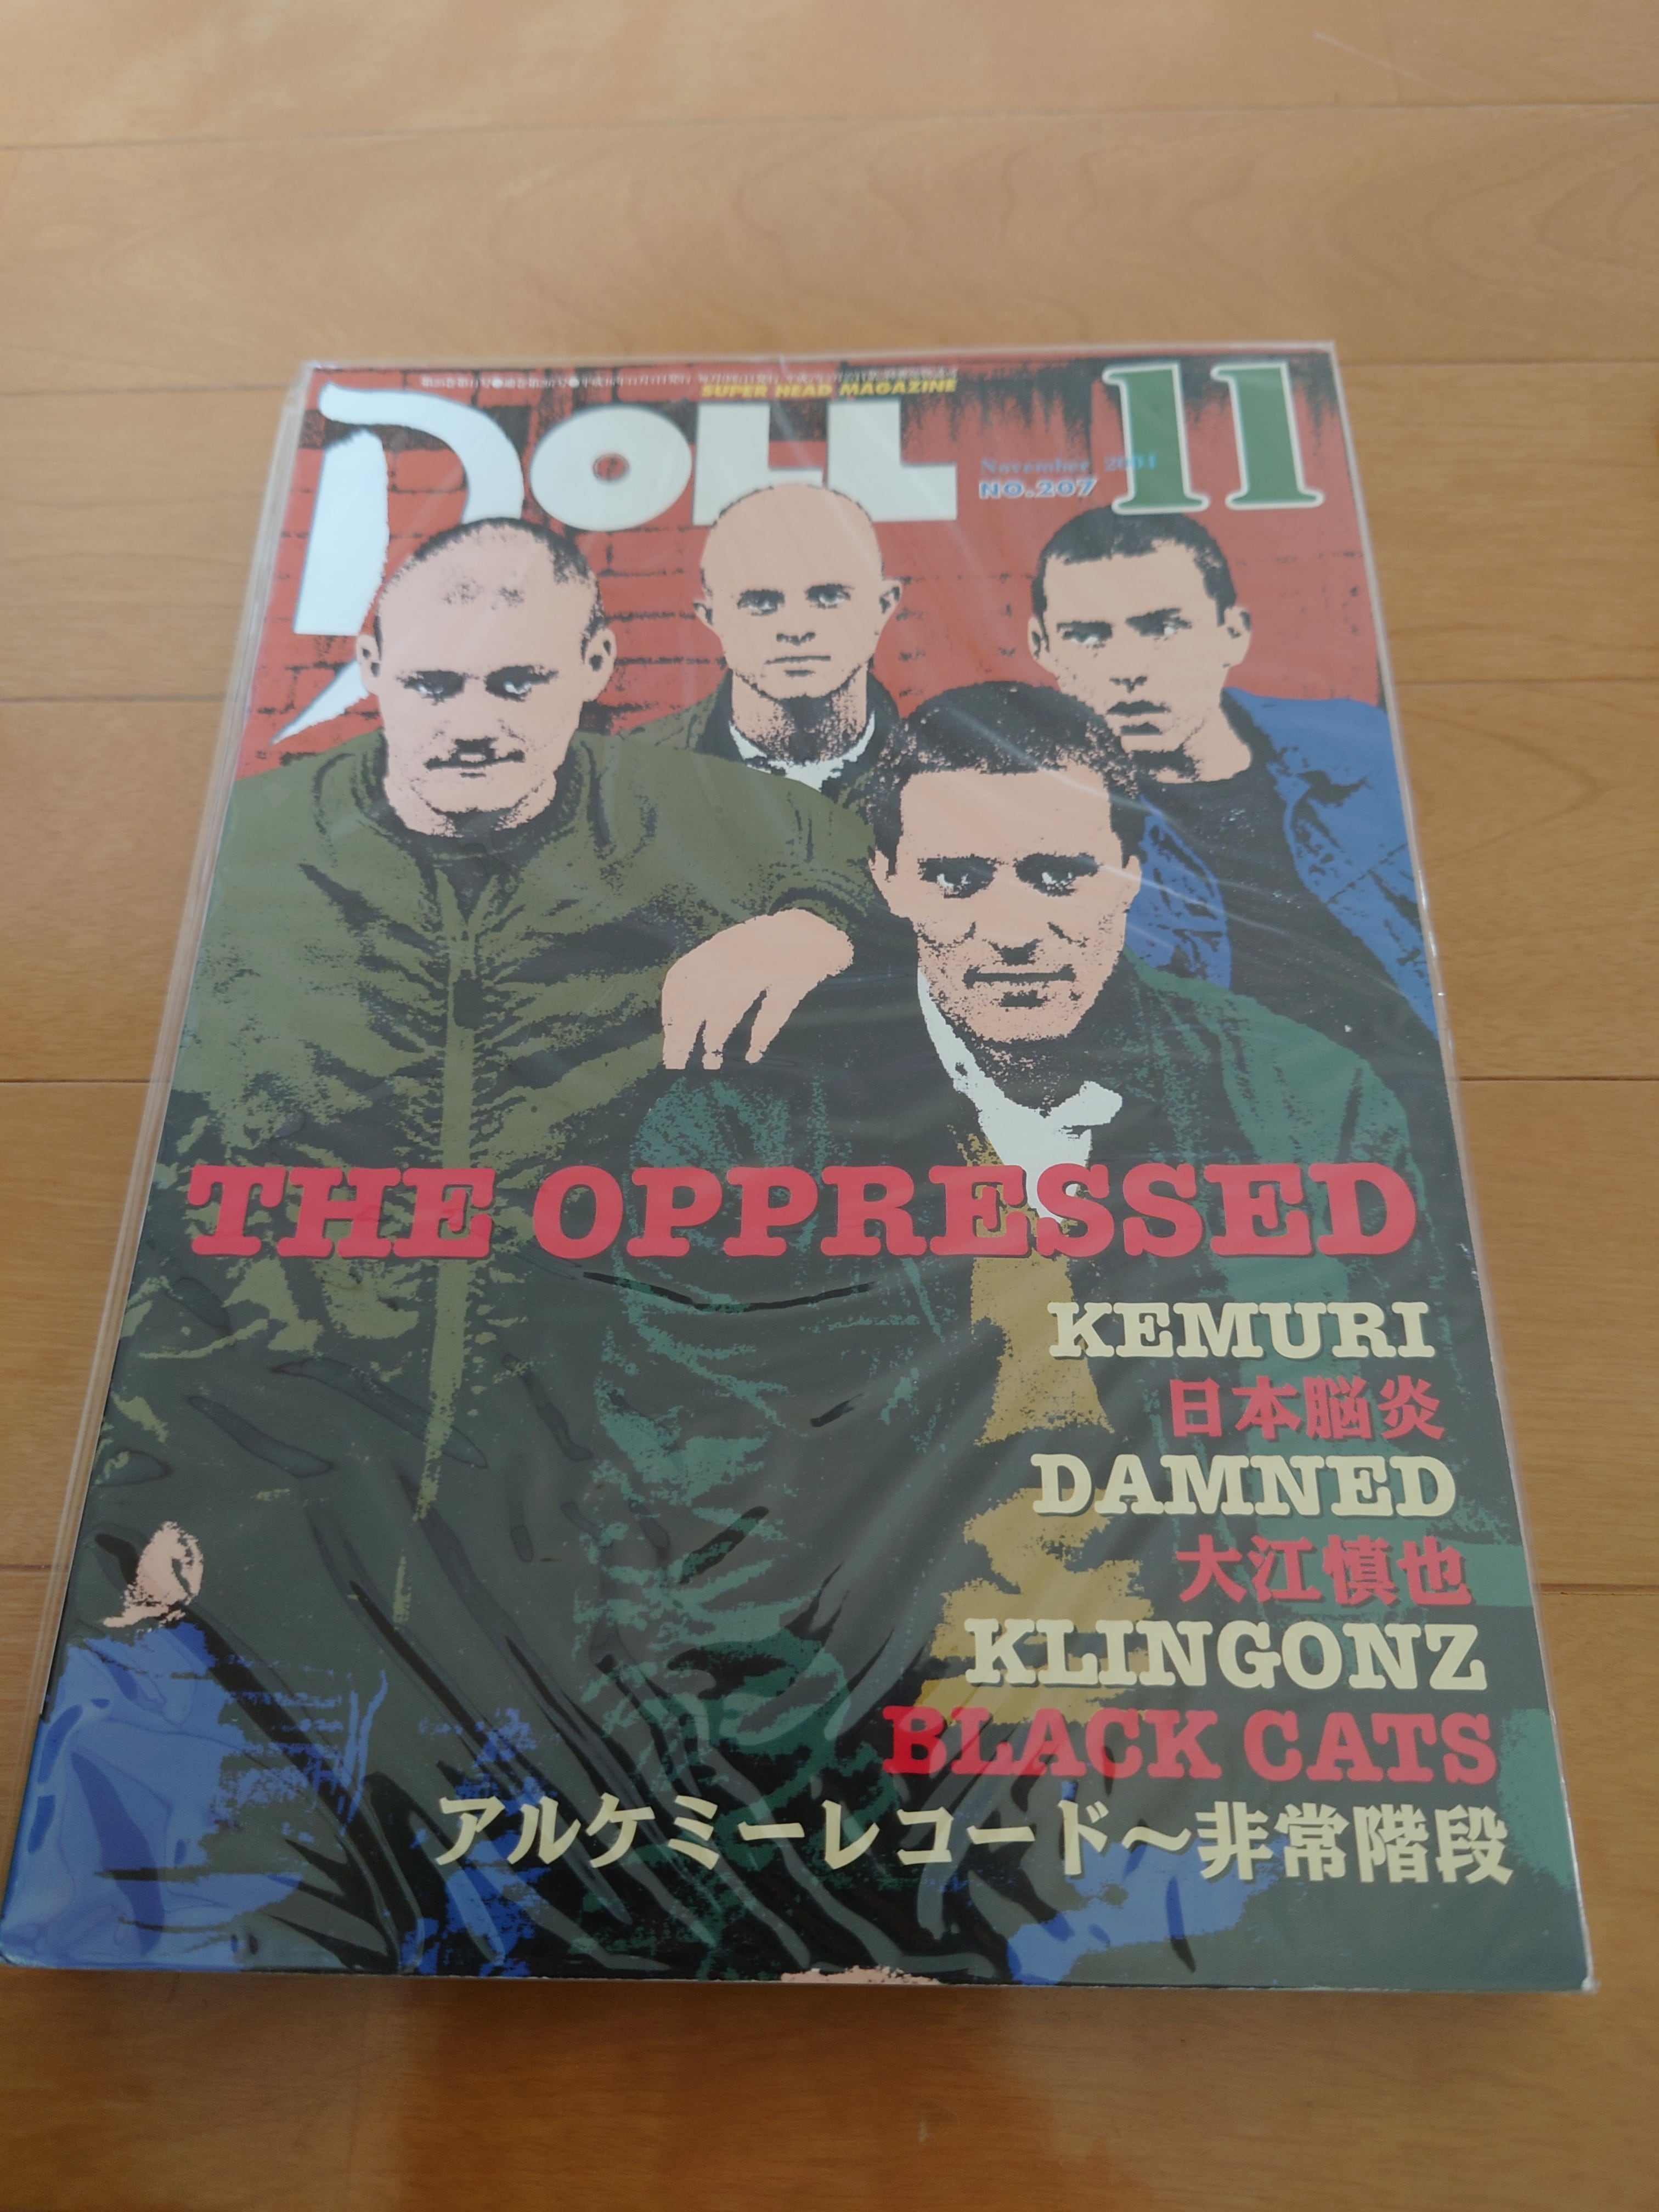 SUPER HEAD MAGAZINE
DOLL
11
November 2004
NO.207
THE OPPRESSED
KEMURI
日本脳炎
DAMNED
大江慎也
KLINGONZ
BLACK CATS
アルケミーレコード〜非常階段